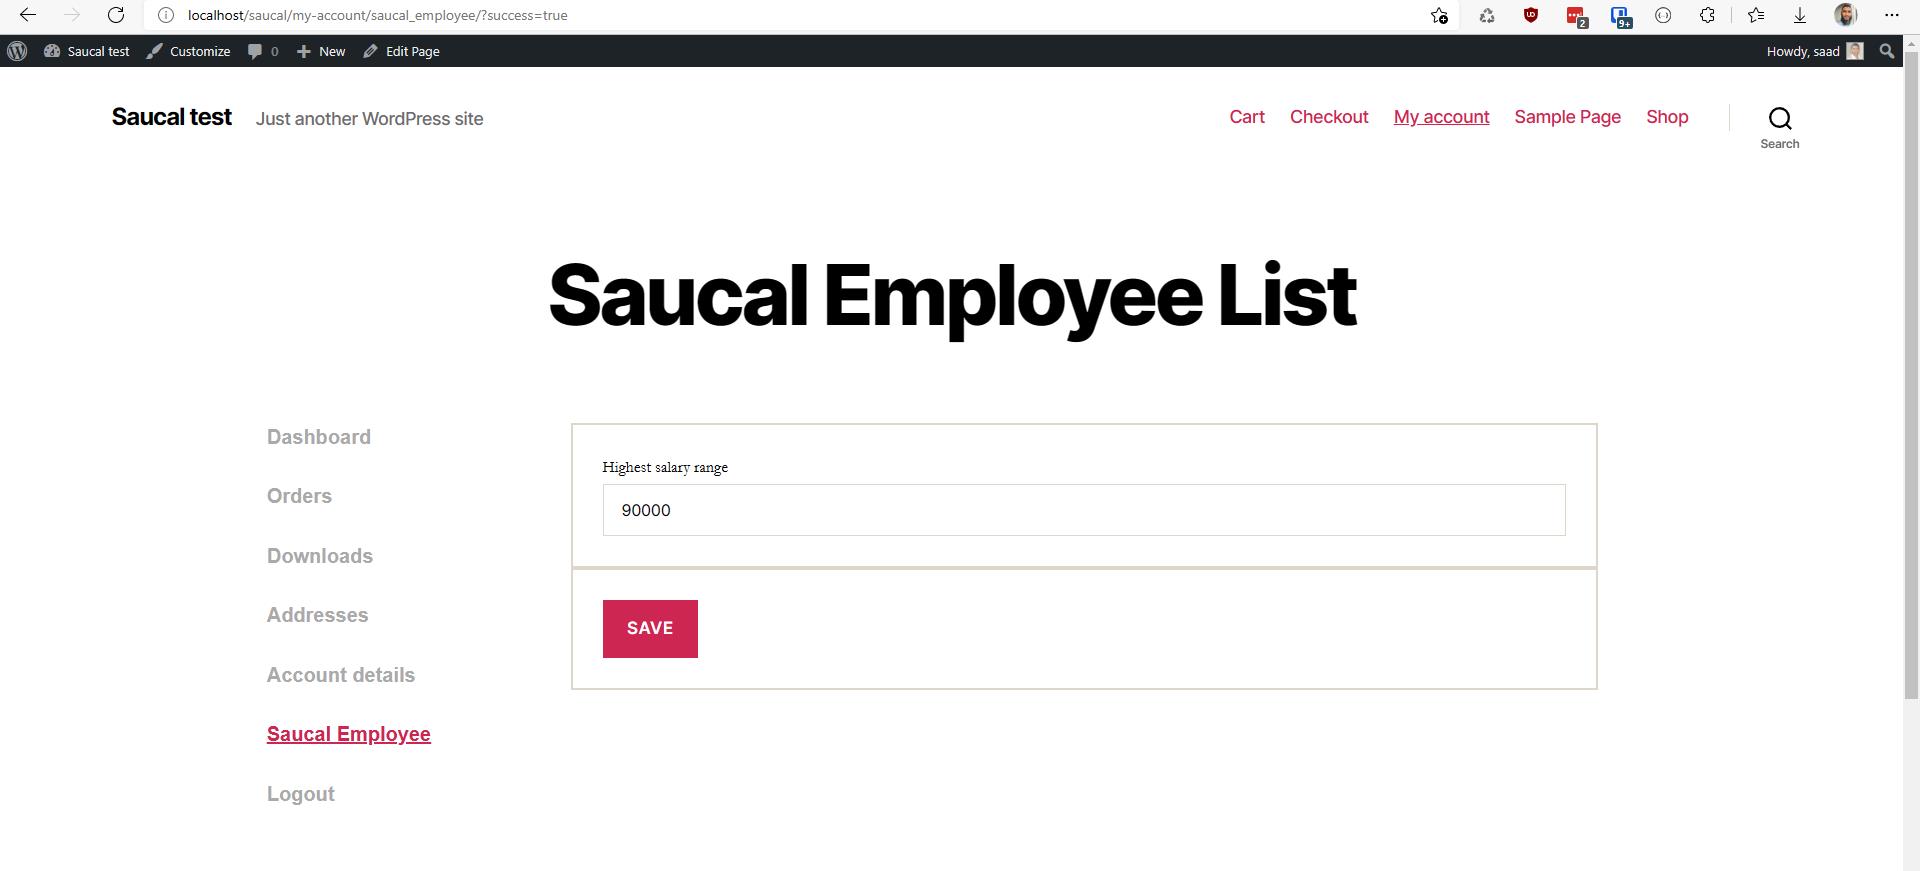 localhost/saucal/my-account/saucal_employee/?success=true
2
9+
Saucal test Customize 0 New Edit Page Howdy, saad
Saucal test Just another WordPress site Cart Checkout My account Sample Page Shop
Search
Saucal Employee List
Dashboard
Orders
Downloads
Addresses
Account details
Saucal Employee
Logout
Highest salary range
90000
SAVE